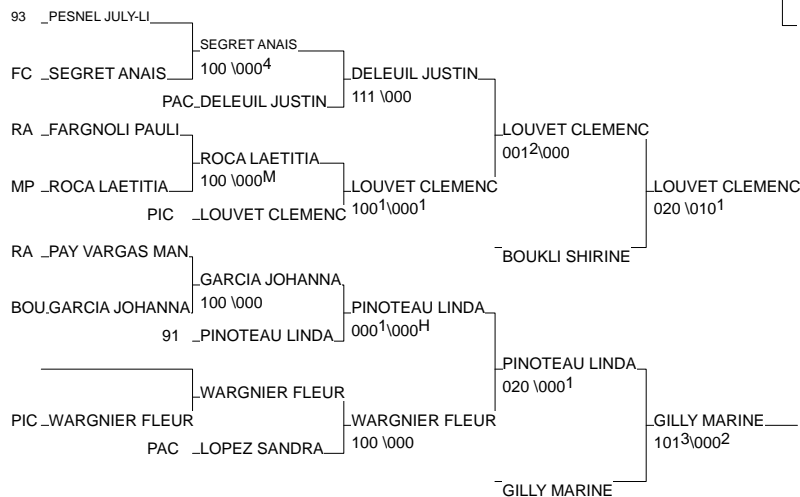 93 PESNEL JULY-LI
SEGRET ANAIS
100 \000⁴
FC SEGRET ANAIS
DELEUIL JUSTIN
111 \000
PAC DELEUIL JUSTIN
RA FARGNOLI PAULI
LOUVET CLEMENC
001²\000
ROCA LAETITIA
100 \000ᴹ
MP ROCA LAETITIA
LOUVET CLEMENC
100¹\000¹
LOUVET CLEMENC
020 \010¹
PIC LOUVET CLEMENC
RA PAY VARGAS MAN
BOUKLI SHIRINE
GARCIA JOHANNA
100 \000
BOU GARCIA JOHANNA
PINOTEAU LINDA
000¹\000ᴴ
91 PINOTEAU LINDA
PINOTEAU LINDA
020 \000¹
WARGNIER FLEUR
PIC WARGNIER FLEUR
WARGNIER FLEUR
100 \000
GILLY MARINE
101³\000²
PAC LOPEZ SANDRA
GILLY MARINE